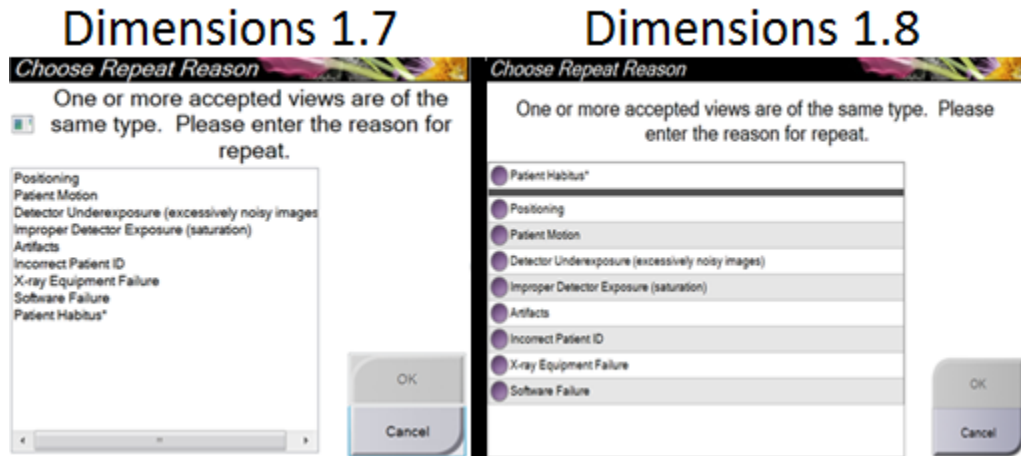 Dimensions 1.7
Choose Repeat Reason
One or more accepted views are of the
same type. Please enter the reason for
repeat.
Positioning
Patient Motion
Detector Underexposure (excessively noisy images
Improper Detector Exposure (saturation)
Artifacts
Incorrect Patient ID
X-ray Equipment Failure
Software Failure
Patient Habitus*
OK
Cancel
Dimensions 1.8
Choose Repeat Reason
One or more accepted views are of the same type. Please
enter the reason for repeat.
Patient Habitus*
Positioning
Patient Motion
Detector Underexposure (excessively noisy images)
Improper Detector Exposure (saturation)
Artifacts
Incorrect Patient ID
X-ray Equipment Failure
Software Failure
OK
Cancel